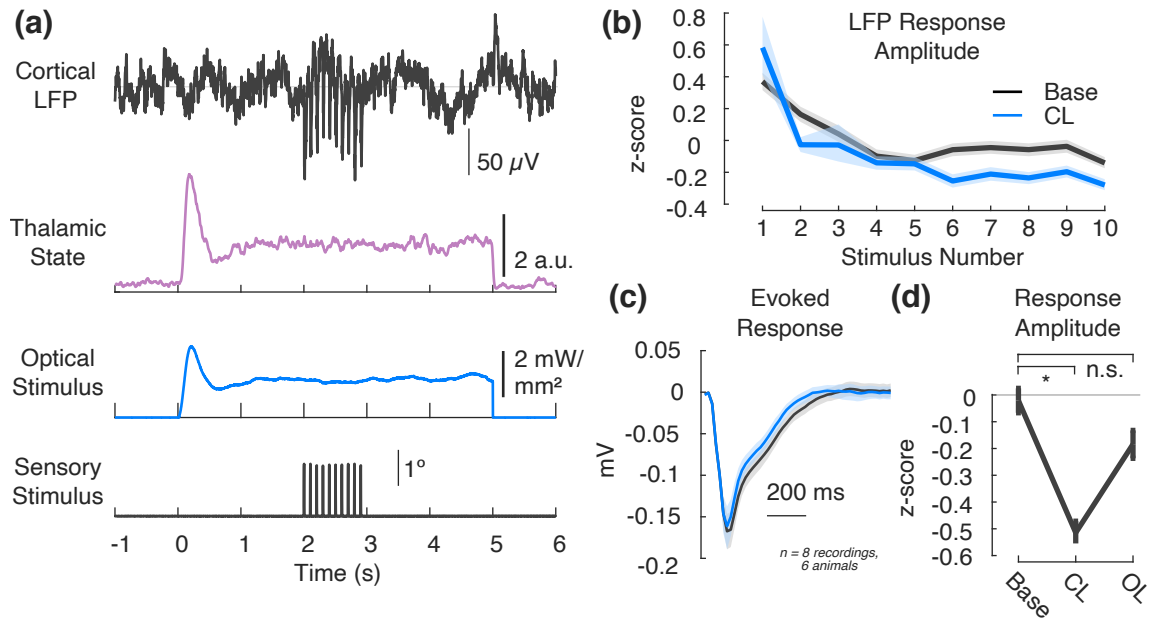 (a)
Cortical
LFP
50 µV
Thalamic
State
2 a.u.
Optical
Stimulus
2 mW/
mm²
Sensory
Stimulus
1º
-1 0 1 2 3 4 5 6
Time (s)
(b)
LFP Response
Amplitude
0.8
0.6
0.4
0.2
0
-0.2
-0.4
z-score
Base
CL
1 2 3 4 5 6 7 8 9 10
Stimulus Number
(c)
Evoked
Response
0.05
0
-0.05
-0.1
-0.15
-0.2
mV
200 ms
n = 8 recordings,
6 animals
(d)
Response
Amplitude
n.s.
*
0
-0.1
-0.2
-0.3
-0.4
-0.5
-0.6
z-score
Base CL OL